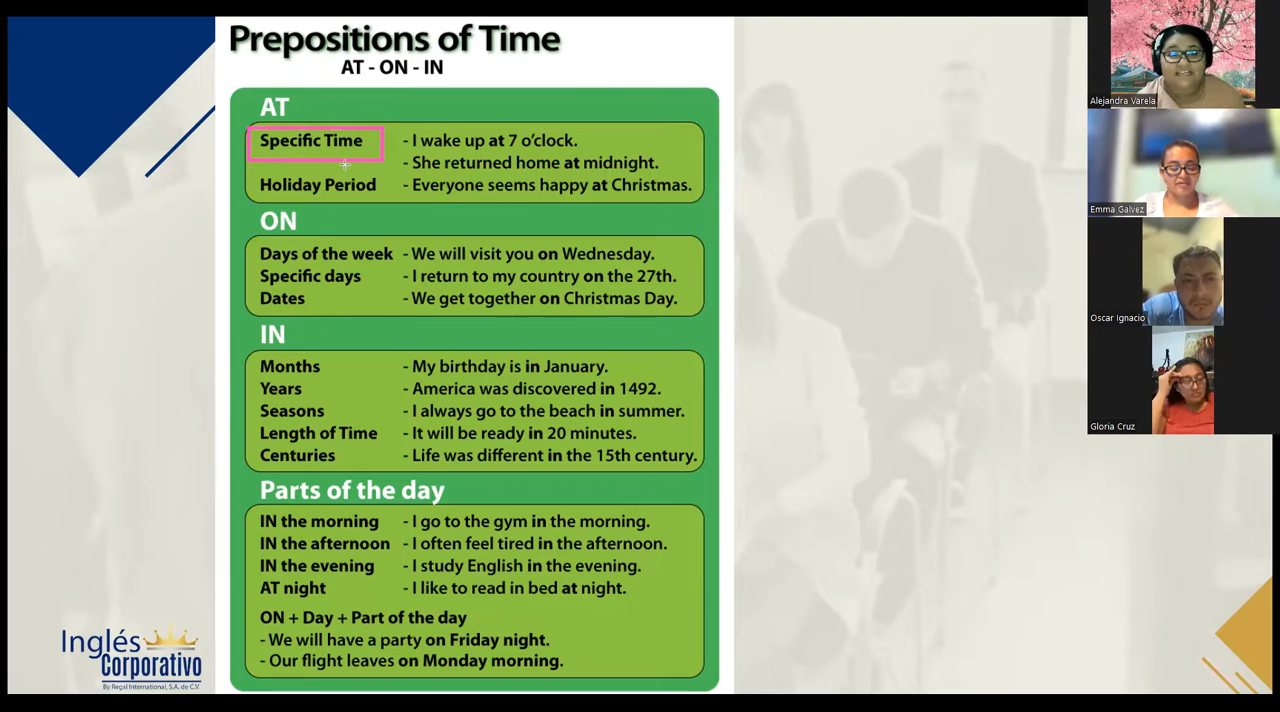 Prepositions of Time
AT - ON - IN
AT
Specific Time - I wake up at 7 o'clock.
- She returned home at midnight.
Holiday Period - Everyone seems happy at Christmas.
ON
Days of the week - We will visit you on Wednesday.
Specific days - I return to my country on the 27th.
Dates - We get together on Christmas Day.
IN
Months - My birthday is in January.
Years - America was discovered in 1492.
Seasons - I always go to the beach in summer.
Length of Time - It will be ready in 20 minutes.
Centuries - Life was different in the 15th century.
Parts of the day
IN the morning - I go to the gym in the morning.
IN the afternoon - I often feel tired in the afternoon.
IN the evening - I study English in the evening.
AT night - I like to read in bed at night.
ON + Day + Part of the day
- We will have a party on Friday night.
- Our flight leaves on Monday morning.
Inglés
Corporativo
By Regal International, S.A. de C.V.
Alejandra Varela
Emma Galvez
Oscar Ignacio
Gloria Cruz